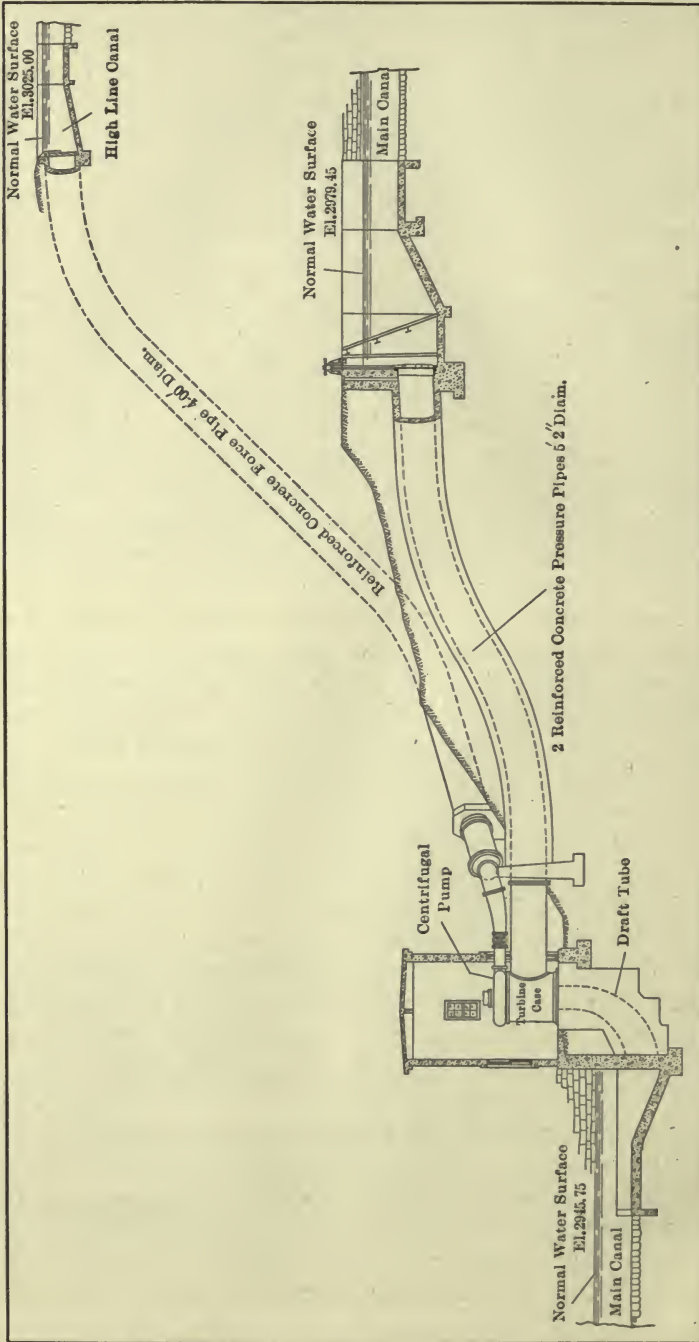 Normal Water Surface
El.3025.00
High Line Canal
Normal Water Surface
El.2979.45
Main Canal
Reinforced Concrete Force Pipe 4'00 Diam.
2 Reinforced Concrete Pressure Pipes 5'2" Diam.
Centrifugal
Pump
Turbine
Case
Draft Tube
Normal Water Surface
El.2945.75
Main Canal